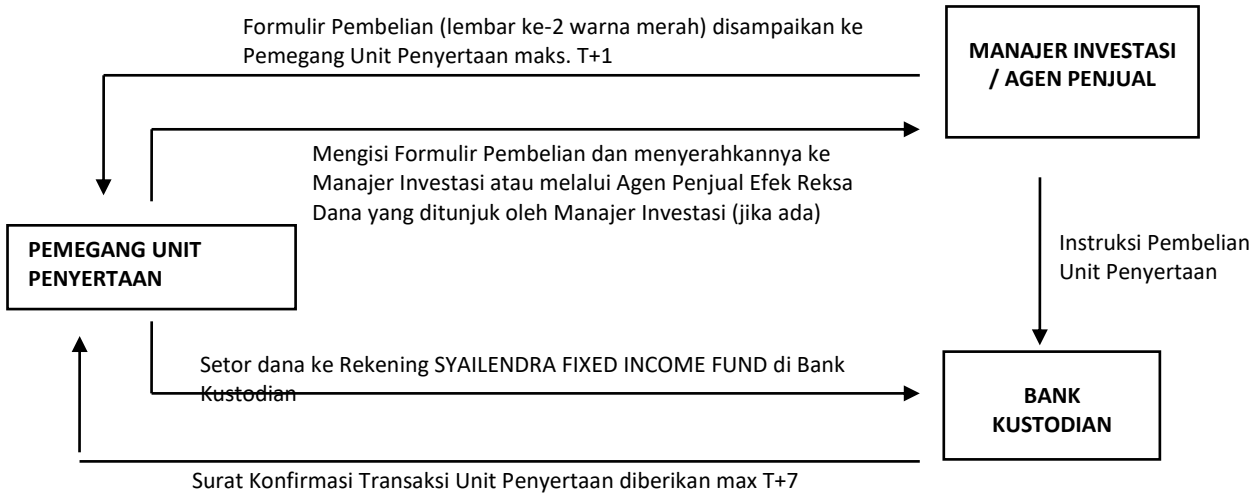 Formulir Pembelian (lembar ke-2 warna merah) disampaikan ke
Pemegang Unit Penyertaan maks. T+1
MANAJER INVESTASI
/ AGEN PENJUAL
Mengisi Formulir Pembelian dan menyerahkannya ke
Manajer Investasi atau melalui Agen Penjual Efek Reksa
Dana yang ditunjuk oleh Manajer Investasi (jika ada)
PEMEGANG UNIT
PENYERTAAN
Instruksi Pembelian
Unit Penyertaan
Setor dana ke Rekening SYAILENDRA FIXED INCOME FUND di Bank
Kustodian
BANK
KUSTODIAN
Surat Konfirmasi Transaksi Unit Penyertaan diberikan max T+7